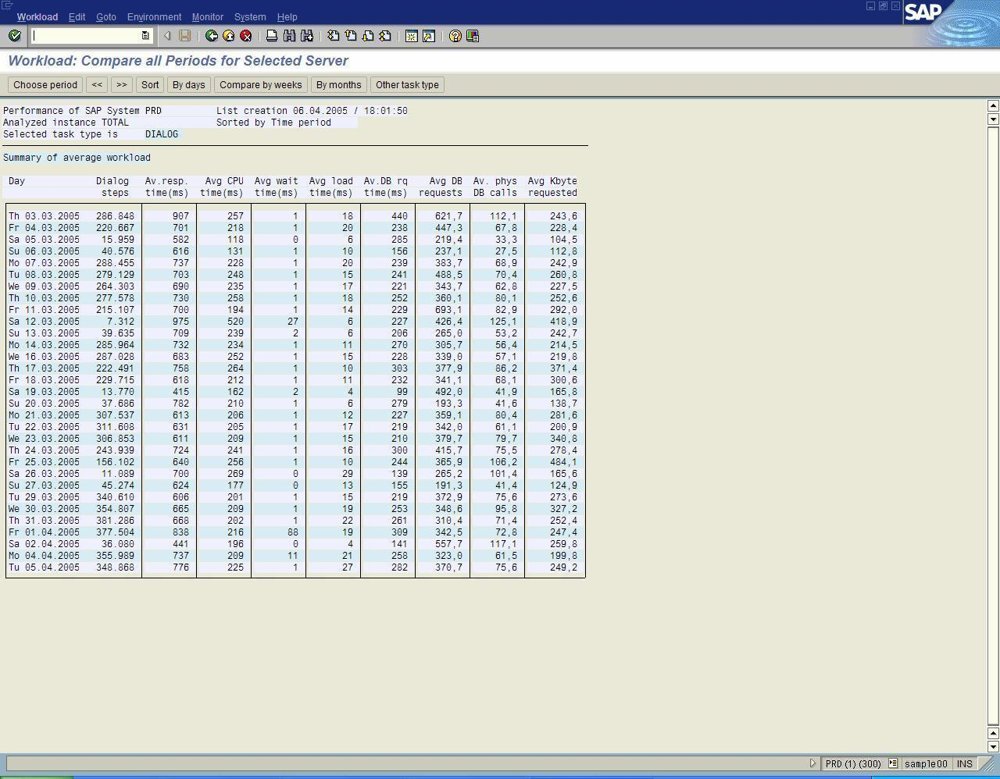 Workload Edit Goto Environment Monitor System Help
SAP
Workload: Compare all Periods for Selected Server
Choose period << >> Sort By days Compare by weeks By months Other task type
Performance of SAP System PRD List creation 06.04.2005 / 18:01:50
Analyzed instance TOTAL Sorted by Time period
Selected task type is DIALOG
Summary of average workload
Day Dialog Av.resp. Avg CPU Avg wait Avg load Av.DB rq Avg DB Av. phys Avg Kbyte
steps time(ms) time(ms) time(ms) time(ms) time(ms) requests DB calls requested
Th 03.03.2005 286.848 907 257 1 18 440 621,7 112,1 243,6
Fr 04.03.2005 220.667 701 218 1 20 238 447,3 67,8 228,4
Sa 05.03.2005 15.959 582 118 0 6 285 219,4 33,3 104,5
Su 06.03.2005 40.576 616 131 1 10 156 237,1 27,5 112,8
Mo 07.03.2005 288.455 737 228 1 20 239 383,7 68,9 242,9
Tu 08.03.2005 279.129 703 248 1 15 241 488,5 70,4 260,8
We 09.03.2005 264.303 690 235 1 17 221 343,7 62,8 227,5
Th 10.03.2005 277.578 730 258 1 18 252 360,1 80,1 252,6
Fr 11.03.2005 215.107 700 194 1 14 229 693,1 82,9 292,0
Sa 12.03.2005 7.312 975 520 27 6 227 426,4 125,1 418,9
Su 13.03.2005 39.635 709 239 2 6 206 265,0 53,2 242,7
Mo 14.03.2005 285.964 732 234 1 11 270 305,7 56,4 214,5
We 16.03.2005 287.028 683 252 1 15 228 339,0 57,1 219,8
Th 17.03.2005 222.491 758 264 1 10 303 377,9 86,2 371,4
Fr 18.03.2005 229.715 618 212 1 11 232 341,1 68,1 300,6
Sa 19.03.2005 13.770 415 162 2 4 99 492,0 41,9 165,8
Su 20.03.2005 37.686 782 210 1 6 279 193,3 41,6 138,7
Mo 21.03.2005 307.537 613 206 1 12 227 359,1 80,4 281,6
Tu 22.03.2005 311.608 631 205 1 17 219 342,0 61,1 200,9
We 23.03.2005 306.853 611 209 1 15 210 379,7 79,7 340,8
Th 24.03.2005 243.939 724 241 1 16 300 415,7 75,5 278,4
Fr 25.03.2005 156.102 640 256 1 10 244 365,9 106,2 484,1
Sa 26.03.2005 11.089 700 269 0 29 139 265,2 101,4 165,6
Su 27.03.2005 45.274 624 177 0 13 155 191,3 41,4 124,9
Tu 29.03.2005 340.610 606 201 1 15 219 372,9 75,6 273,6
We 30.03.2005 354.807 665 209 1 19 253 348,6 95,8 327,2
Th 31.03.2005 381.286 668 202 1 22 261 310,4 71,4 252,4
Fr 01.04.2005 377.504 838 216 88 19 309 342,5 72,8 247,4
Sa 02.04.2005 36.080 441 196 0 4 141 557,7 117,1 259,8
Mo 04.04.2005 355.989 737 209 11 21 258 323,0 61,5 199,8
Tu 05.04.2005 348.868 776 225 1 27 282 370,7 75,6 249,2
PRD (1) (300) sample00 INS